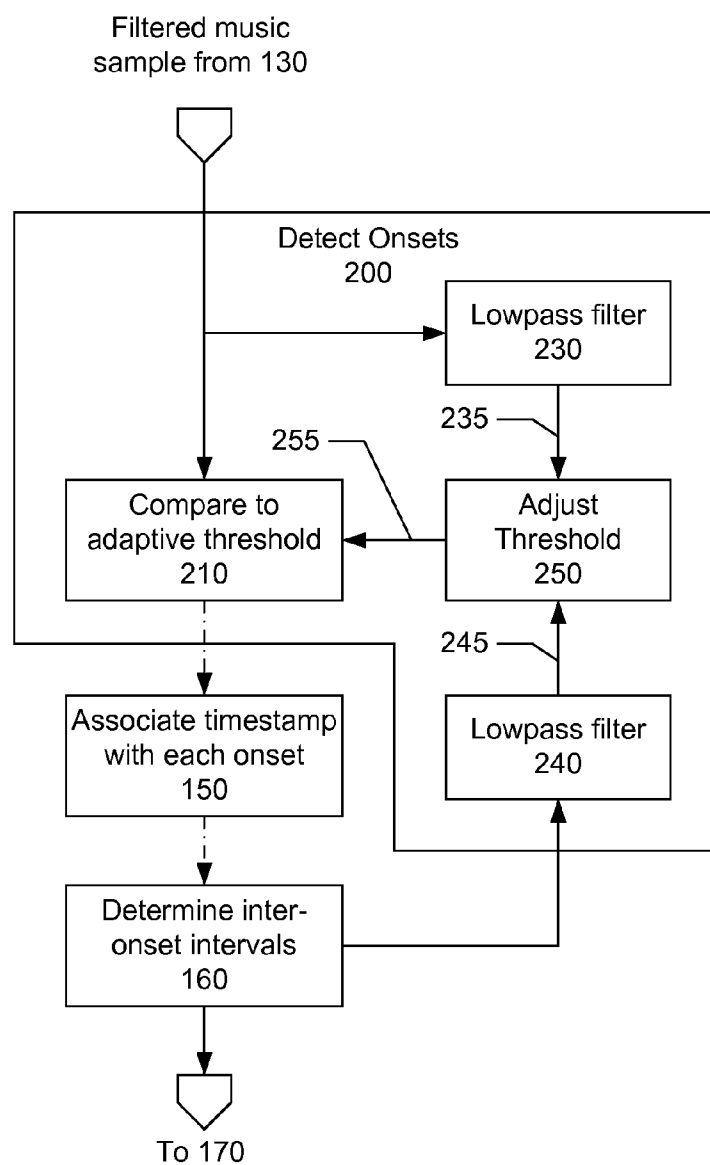 Filtered music
sample from 130
Detect Onsets
200
Lowpass filter
230
235
255
Compare to
adaptive threshold
210
Adjust
Threshold
250
245
Associate timestamp
with each onset
150
Lowpass filter
240
Determine inter-
onset intervals
160
To 170